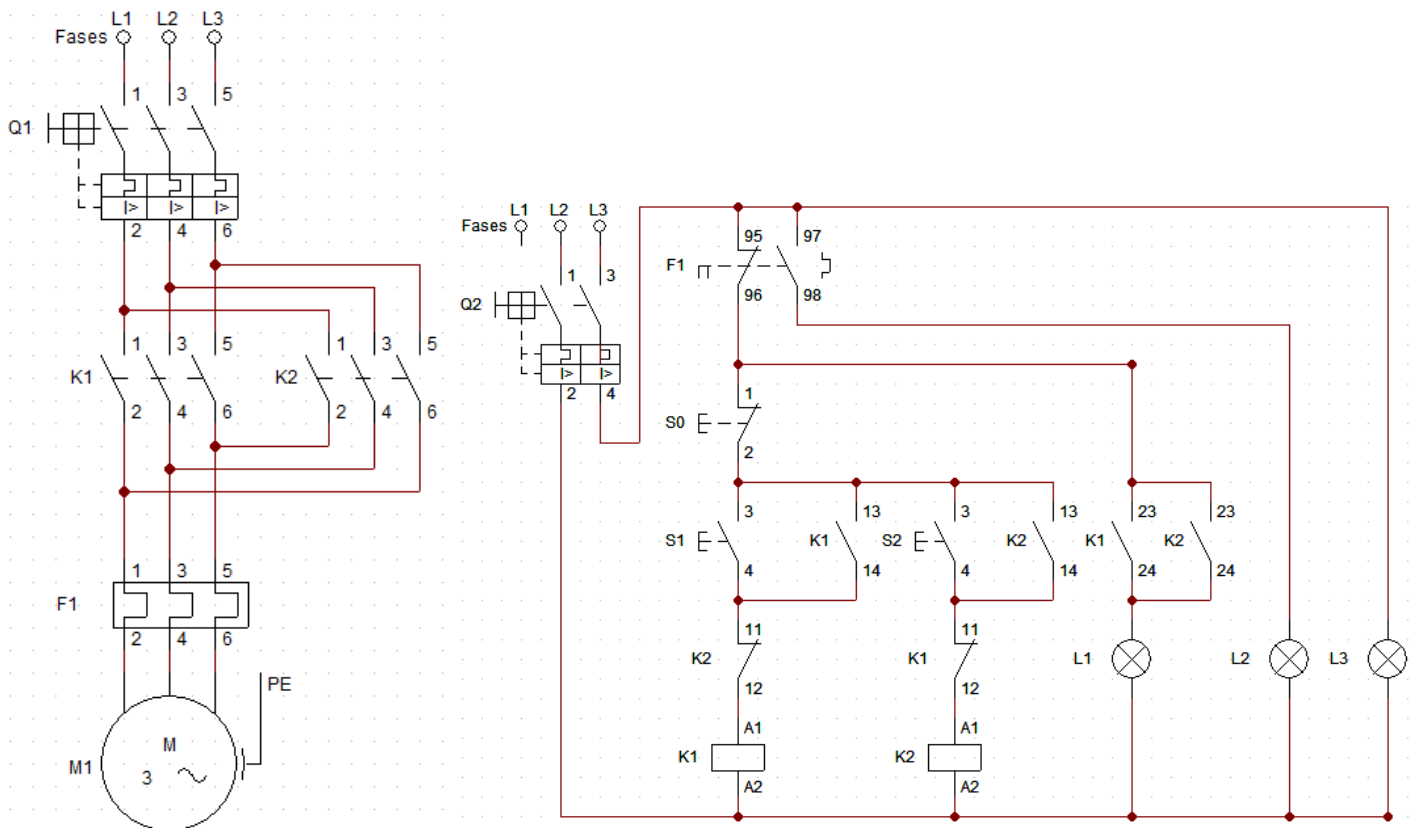 L1 L2 L3
Fases
1 3 5
Q1
I> I> I>
2 4 6
1 3 5 1 3 5
K1 K2
2 4 6 2 4 6
1 3 5
F1
2 4 6
PE
M
M1
3
L1 L2 L3
Fases
1 3
Q2
I> I>
2 4
95 97
F1
96 98
1
S0
2
3 13 3 13 23 23
S1 K1 S2 K2 K1 K2
4 14 4 14 24 24
11 11
K2 K1 L1 L2 L3
12 12
A1 A1
K1 K2
A2 A2